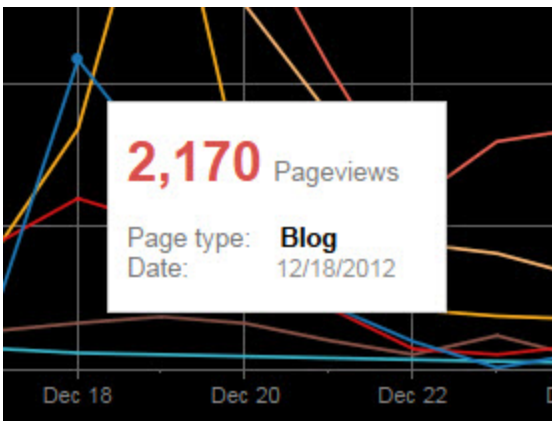 2,170 Pageviews
Page type: Blog
Date: 12/18/2012
Dec 18 Dec 20 Dec 22